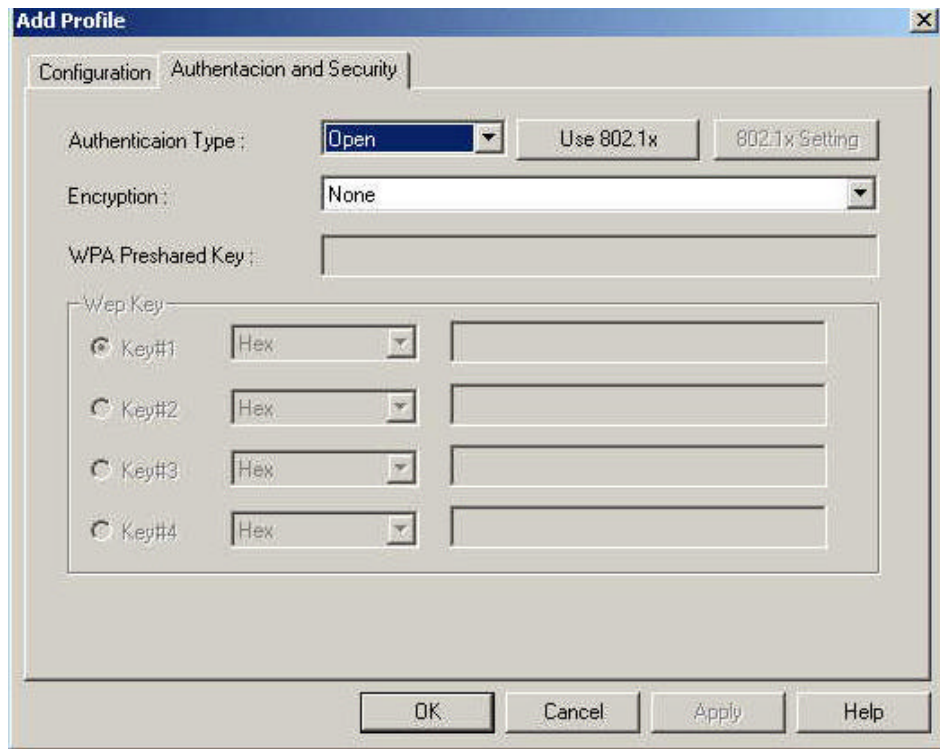 Add Profile
Configuration Authentacion and Security
Authenticaion Type : Open Use 802.1x 802.1x Setting
Encryption : None
WPA Preshared Key :
Wep Key
Key#1 Hex
Key#2 Hex
Key#3 Hex
Key#4 Hex
OK Cancel Apply Help